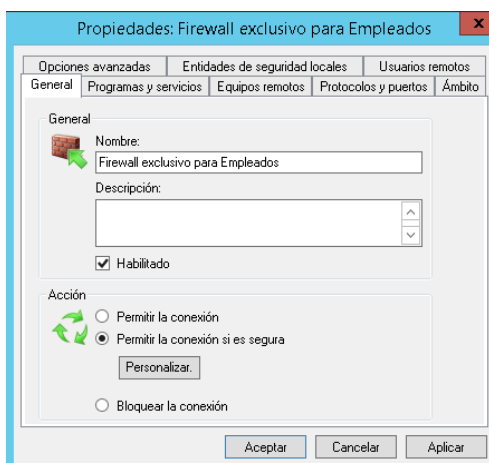 Propiedades: Firewall exclusivo para Empleados
x
Opciones avanzadas Entidades de seguridad locales Usuarios remotos
General Programas y servicios Equipos remotos Protocolos y puertos Ámbito
General
Nombre:
Firewall exclusivo para Empleados
Descripción:
Habilitado
Acción
Permitir la conexión
Permitir la conexión si es segura
Personalizar.
Bloquear la conexión
Aceptar Cancelar Aplicar